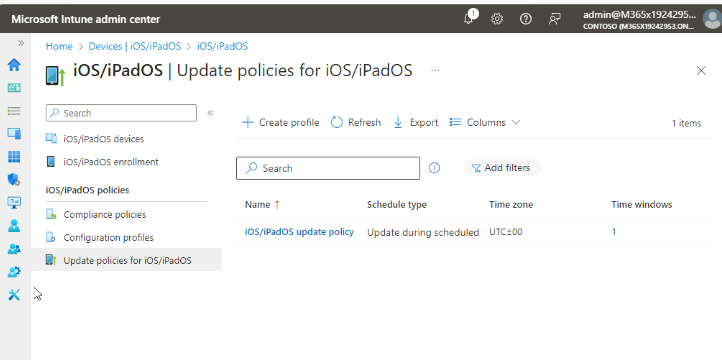 Microsoft Intune admin center
1
admin@M365x1924295...
CONTOSO (M365X19242953.ON...
Home > Devices | iOS/iPadOS > iOS/iPadOS
iOS/iPadOS | Update policies for iOS/iPadOS ...
Search
iOS/iPadOS devices
iOS/iPadOS enrollment
iOS/iPadOS policies
Compliance policies
Configuration profiles
Update policies for iOS/iPadOS
Create profile Refresh Export Columns 1 items
Search Add filters
Name ↑ Schedule type Time zone Time windows
iOS/iPadOS update policy Update during scheduled UTC±00 1